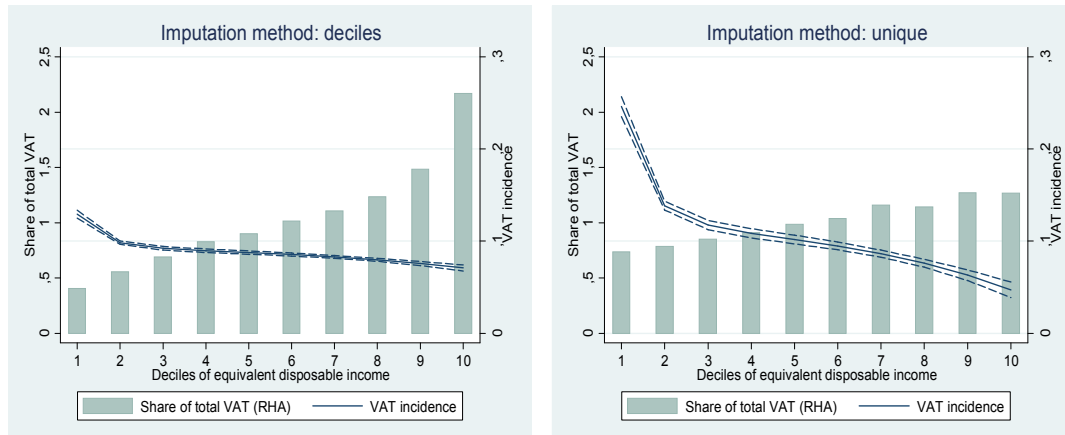 Imputation method: deciles
2,5
2
1,5
1
,5
0
Share of total VAT
,3
,2
,1
0
VAT incidence
1 2 3 4 5 6 7 8 9 10
Deciles of equivalent disposable income
Share of total VAT (RHA) VAT incidence
Imputation method: unique
2,5
2
1,5
1
,5
0
Share of total VAT
,3
,2
,1
0
VAT incidence
1 2 3 4 5 6 7 8 9 10
Deciles of equivalent disposable income
Share of total VAT (RHA) VAT incidence